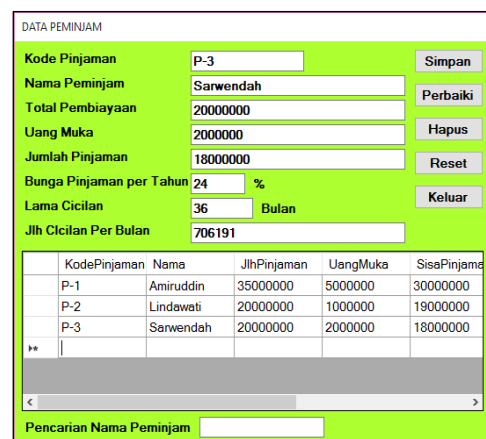 DATA PEMINJAM
Kode Pinjaman P-3 Simpan
Nama Peminjam Sarwendah
Perbaiki
Total Pembiayaan 20000000
Uang Muka 2000000 Hapus
Jumlah Pinjaman 18000000 Reset
Bunga Pinjaman per Tahun 24 %
Keluar
Lama Cicilan 36 Bulan
Jlh CIcilan Per Bulan 706191
KodePinjaman Nama JlhPinjaman UangMuka SisaPinjama
P-1 Amiruddin 35000000 5000000 30000000
P-2 Lindawati 20000000 1000000 19000000
P-3 Sarwendah 20000000 2000000 18000000
Pencarian Nama Peminjam